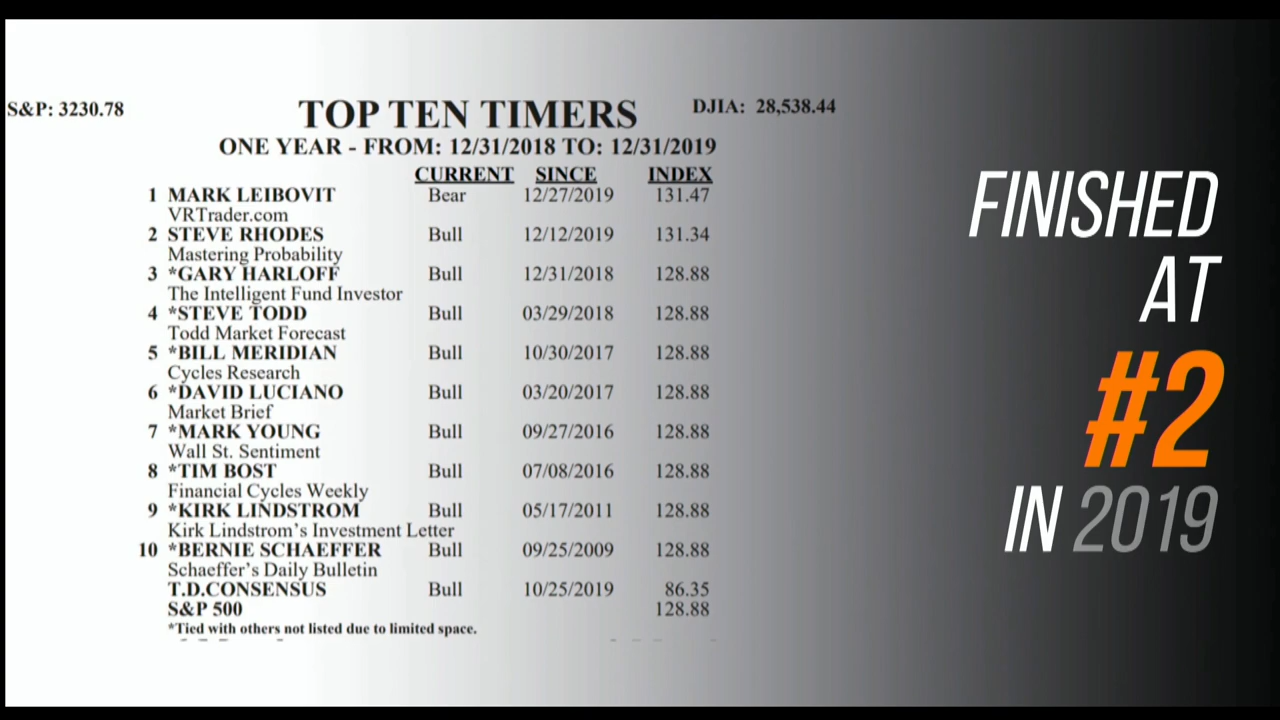 S&P: 3230.78
TOP TEN TIMERS
DJIA: 28,538.44
ONE YEAR - FROM: 12/31/2018 TO: 12/31/2019
CURRENT SINCE INDEX
1 MARK LEIBOVIT Bear 12/27/2019 131.47
VRTrader.com
2 STEVE RHODES Bull 12/12/2019 131.34
Mastering Probability
3 *GARY HARLOFF Bull 12/31/2018 128.88
The Intelligent Fund Investor
4 *STEVE TODD Bull 03/29/2018 128.88
Todd Market Forecast
5 *BILL MERIDIAN Bull 10/30/2017 128.88
Cycles Research
6 *DAVID LUCIANO Bull 03/20/2017 128.88
Market Brief
7 *MARK YOUNG Bull 09/27/2016 128.88
Wall St. Sentiment
8 *TIM BOST Bull 07/08/2016 128.88
Financial Cycles Weekly
9 *KIRK LINDSTROM Bull 05/17/2011 128.88
Kirk Lindstrom's Investment Letter
10 *BERNIE SCHAEFFER Bull 09/25/2009 128.88
Schaeffer's Daily Bulletin
T.D.CONSENSUS Bull 10/25/2019 86.35
S&P 500 128.88
*Tied with others not listed due to limited space.
FINISHED
AT
#2
IN 2019